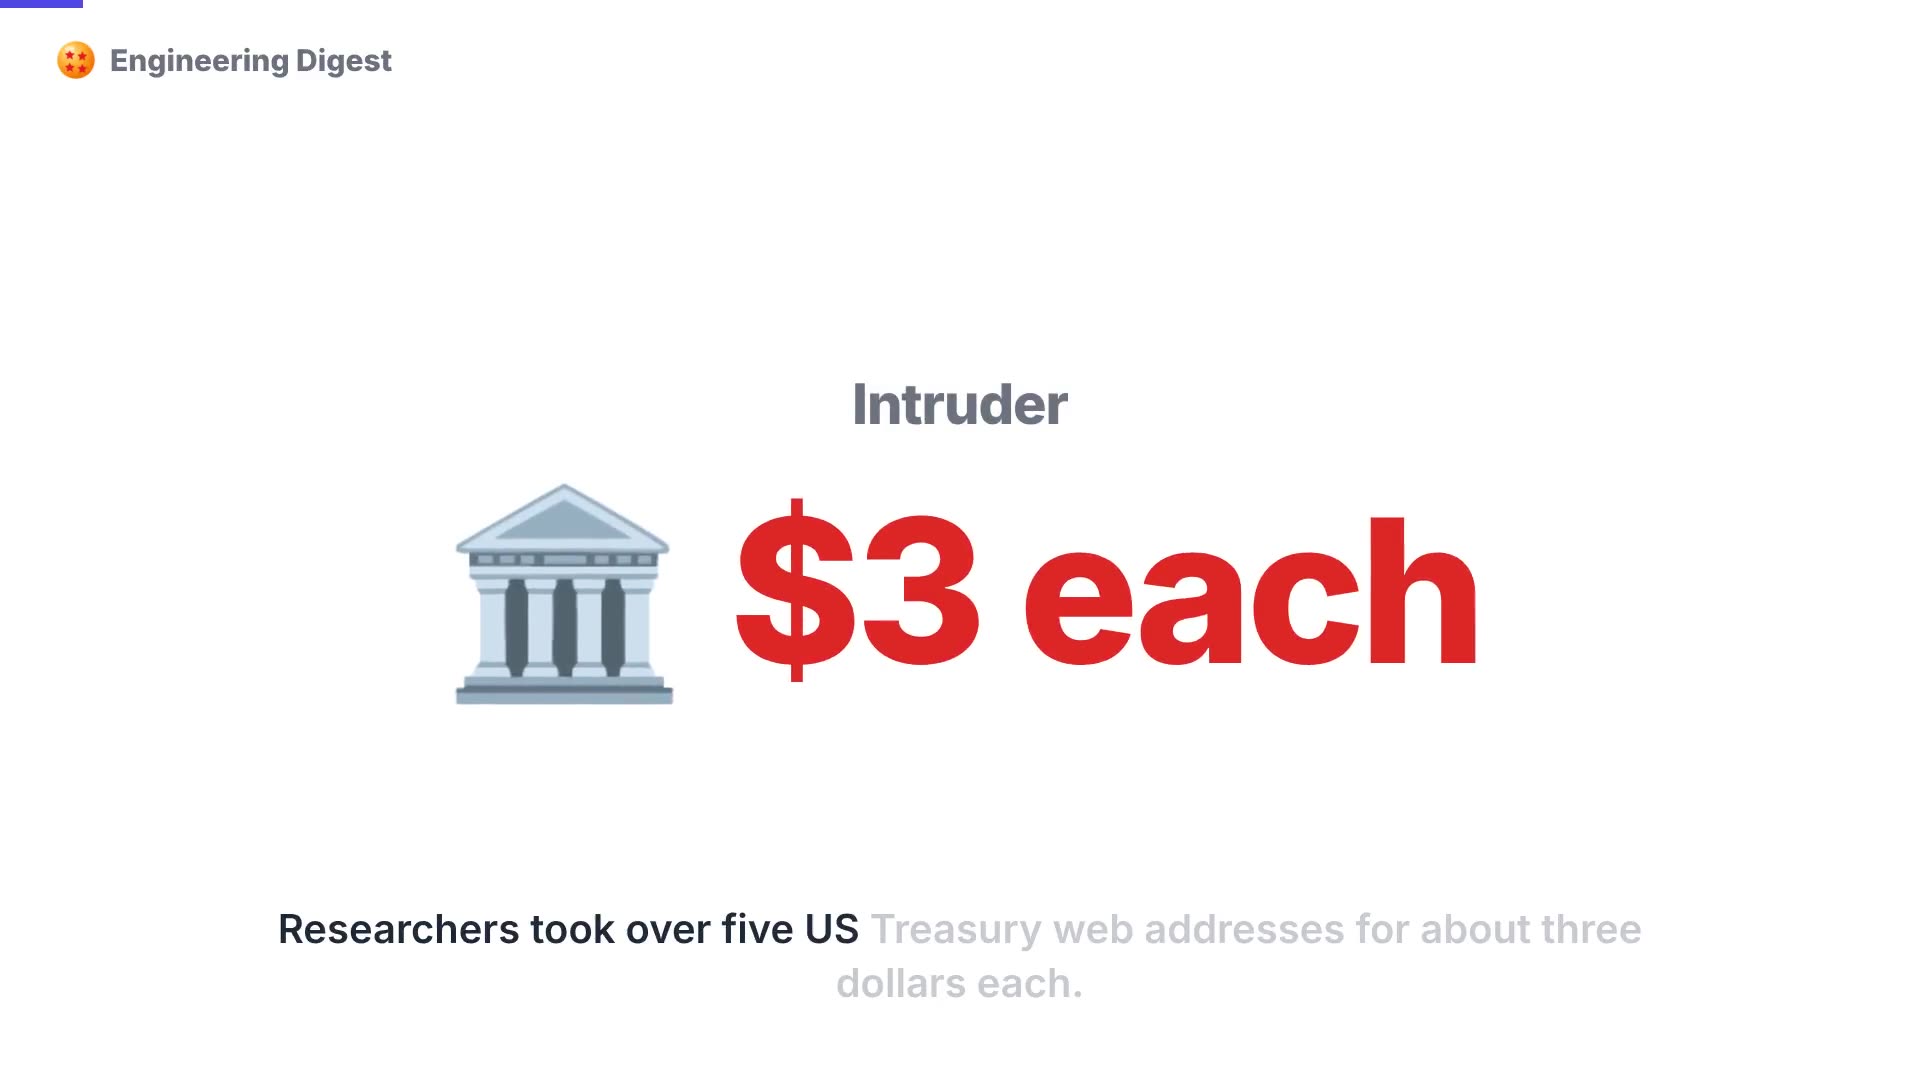 Engineering Digest
Intruder
$3 each
Researchers took over five US Treasury web addresses for about three
dollars each.